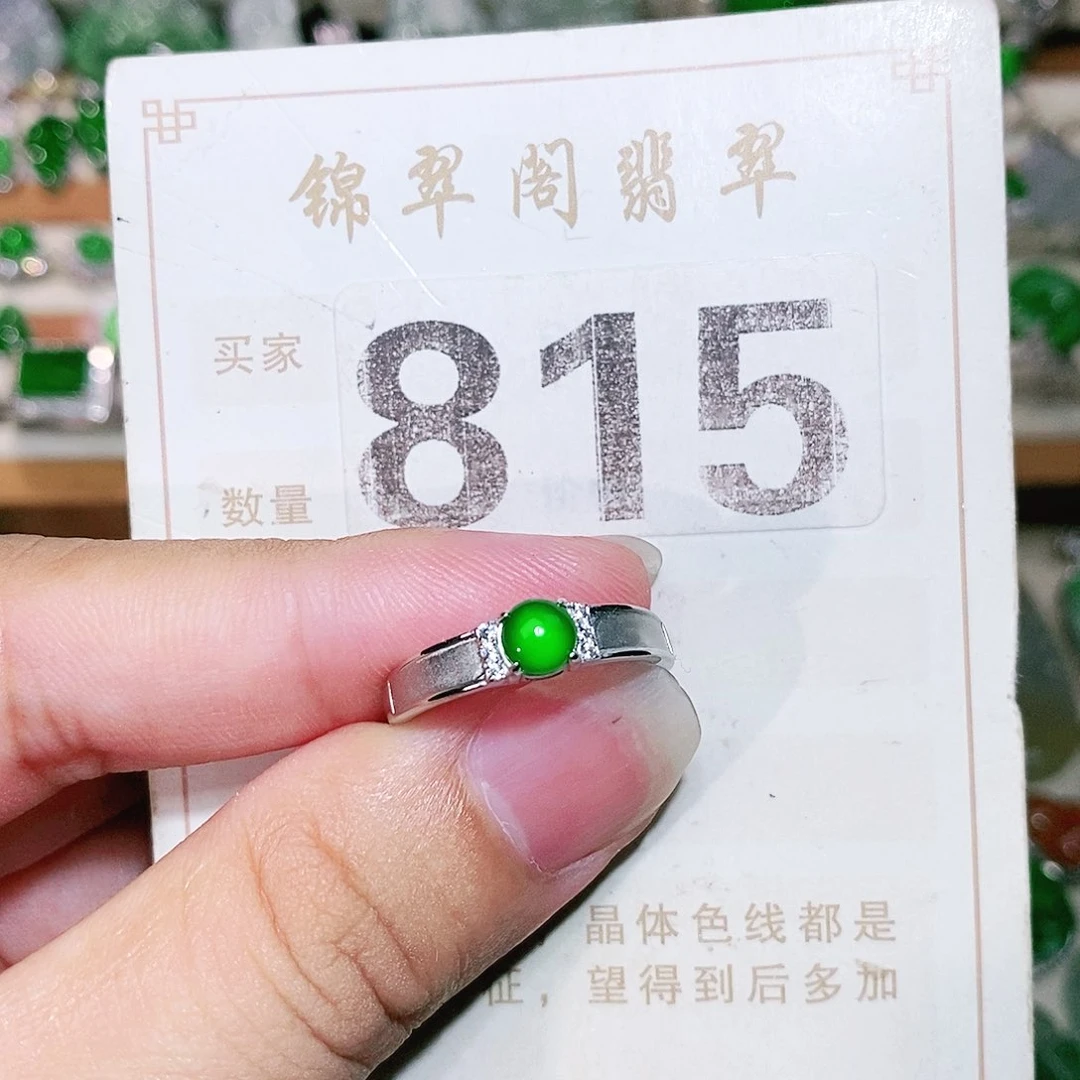 锦翠阁翡翠
买家
815
数量
晶体色线都是
征，望得到后多加